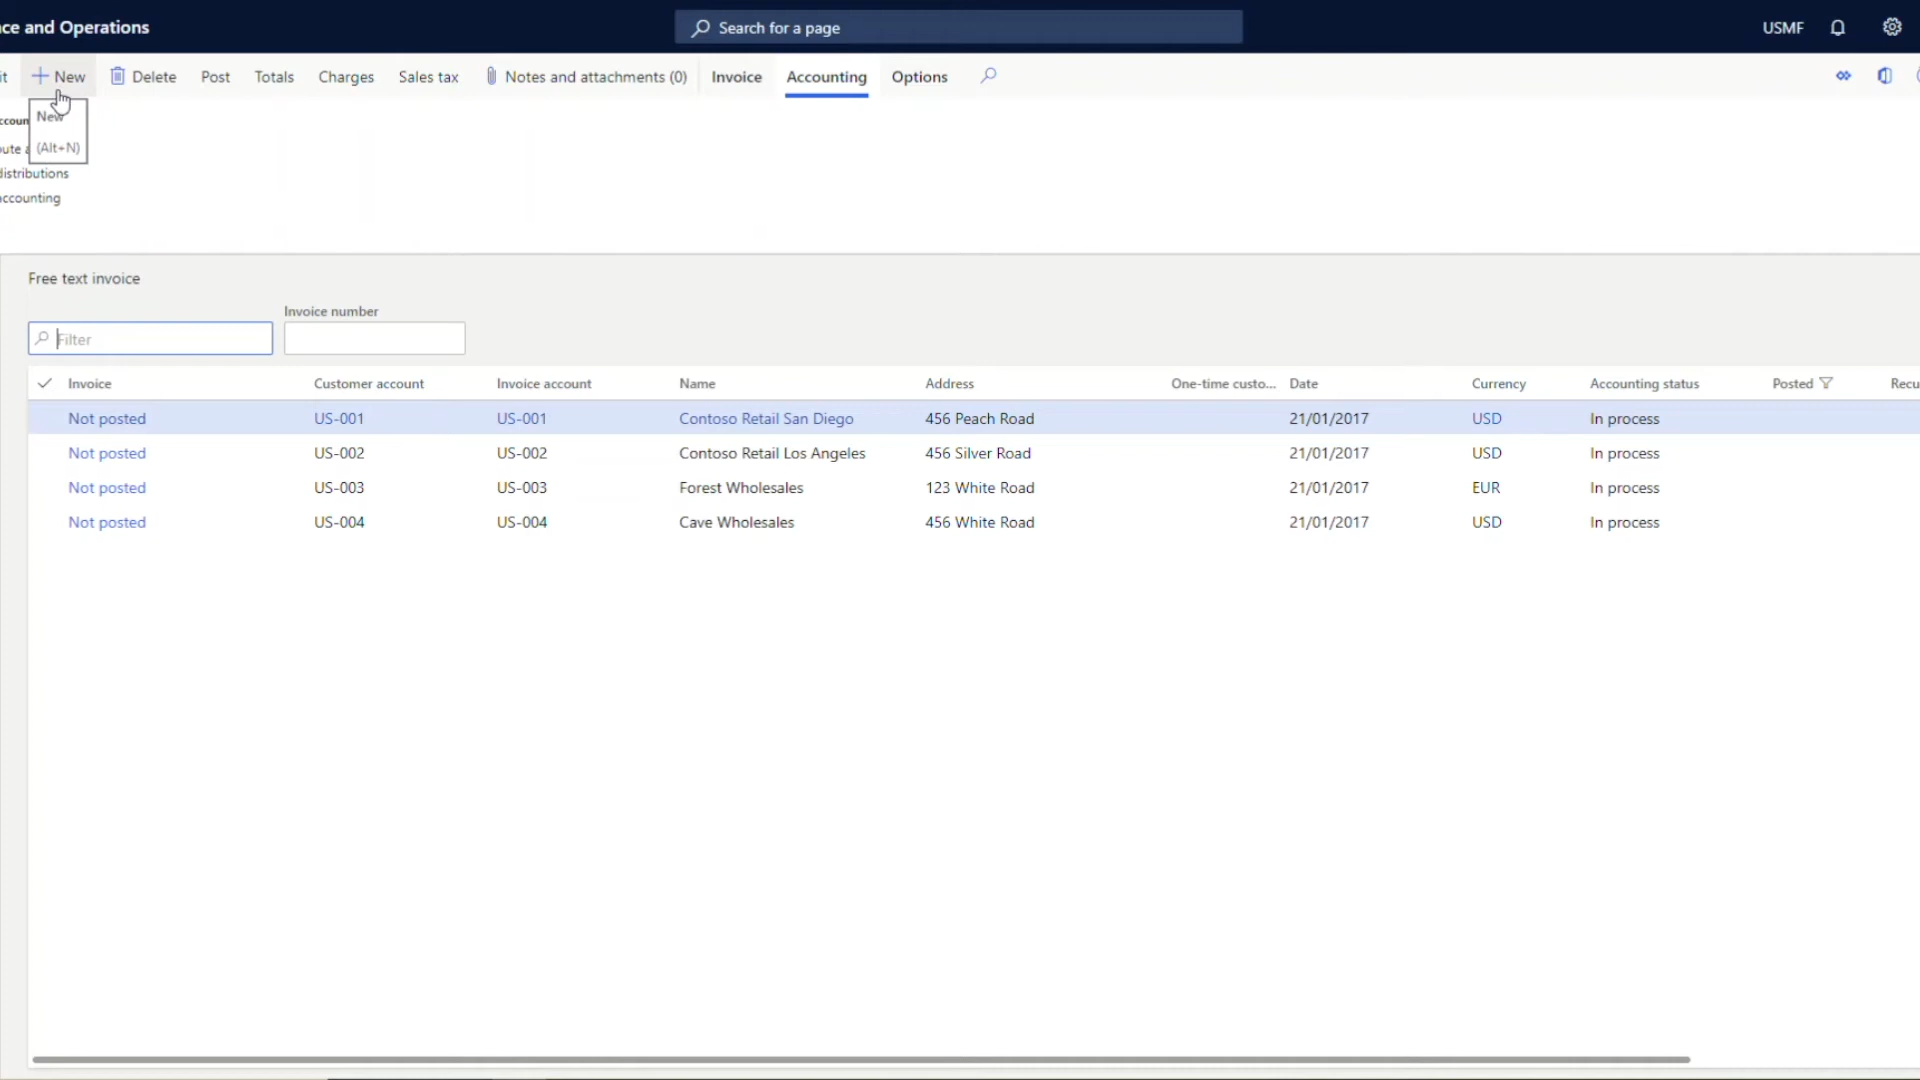 ce and Operations
Search for a page
USMF
it
New
Delete
Post
Totals
Charges
Sales tax
Notes and attachments (0)
Invoice
Accounting
Options
New
(Alt+N)
ccoun
oute a
distributions
accounting
Free text invoice
Filter
Invoice number
Invoice Customer account Invoice account Name Address One-time custo... Date Currency Accounting status Posted Recu
Not posted US-001 US-001 Contoso Retail San Diego 456 Peach Road 21/01/2017 USD In process
Not posted US-002 US-002 Contoso Retail Los Angeles 456 Silver Road 21/01/2017 USD In process
Not posted US-003 US-003 Forest Wholesales 123 White Road 21/01/2017 EUR In process
Not posted US-004 US-004 Cave Wholesales 456 White Road 21/01/2017 USD In process